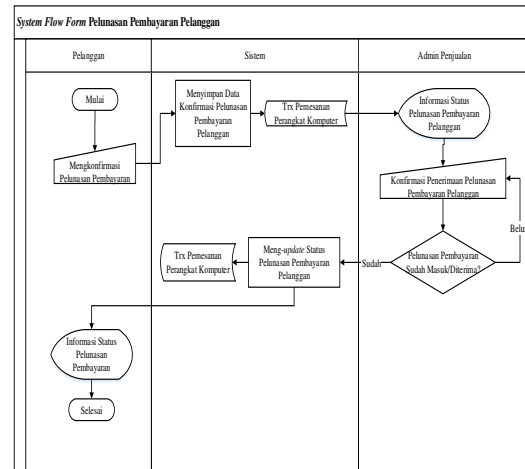 System Flow Form Pelunasan Pembayaran Pelanggan
Pelanggan
Sistem
Admin Penjualan
Mulai
Mengkonfirmasi
Pelunasan Pembayaran
Menyimpan Data
Konfirmasi Pelunasan
Pembayaran
Pelanggan
Trx Pemesanan
Perangkat Komputer
Informasi Status
Pelunasan Pembayaran
Pelanggan
Konfirmasi Penerimaan Pelunasan
Pembayaran Pelanggan
Belu
Pelunasan Pembayaran
Sudah Masuk/Diterima?
Sudah
Meng-update Status
Pelunasan Pembayaran
Pelanggan
Trx Pemesanan
Perangkat Komputer
Informasi Status
Pelunasan
Pembayaran
Selesai